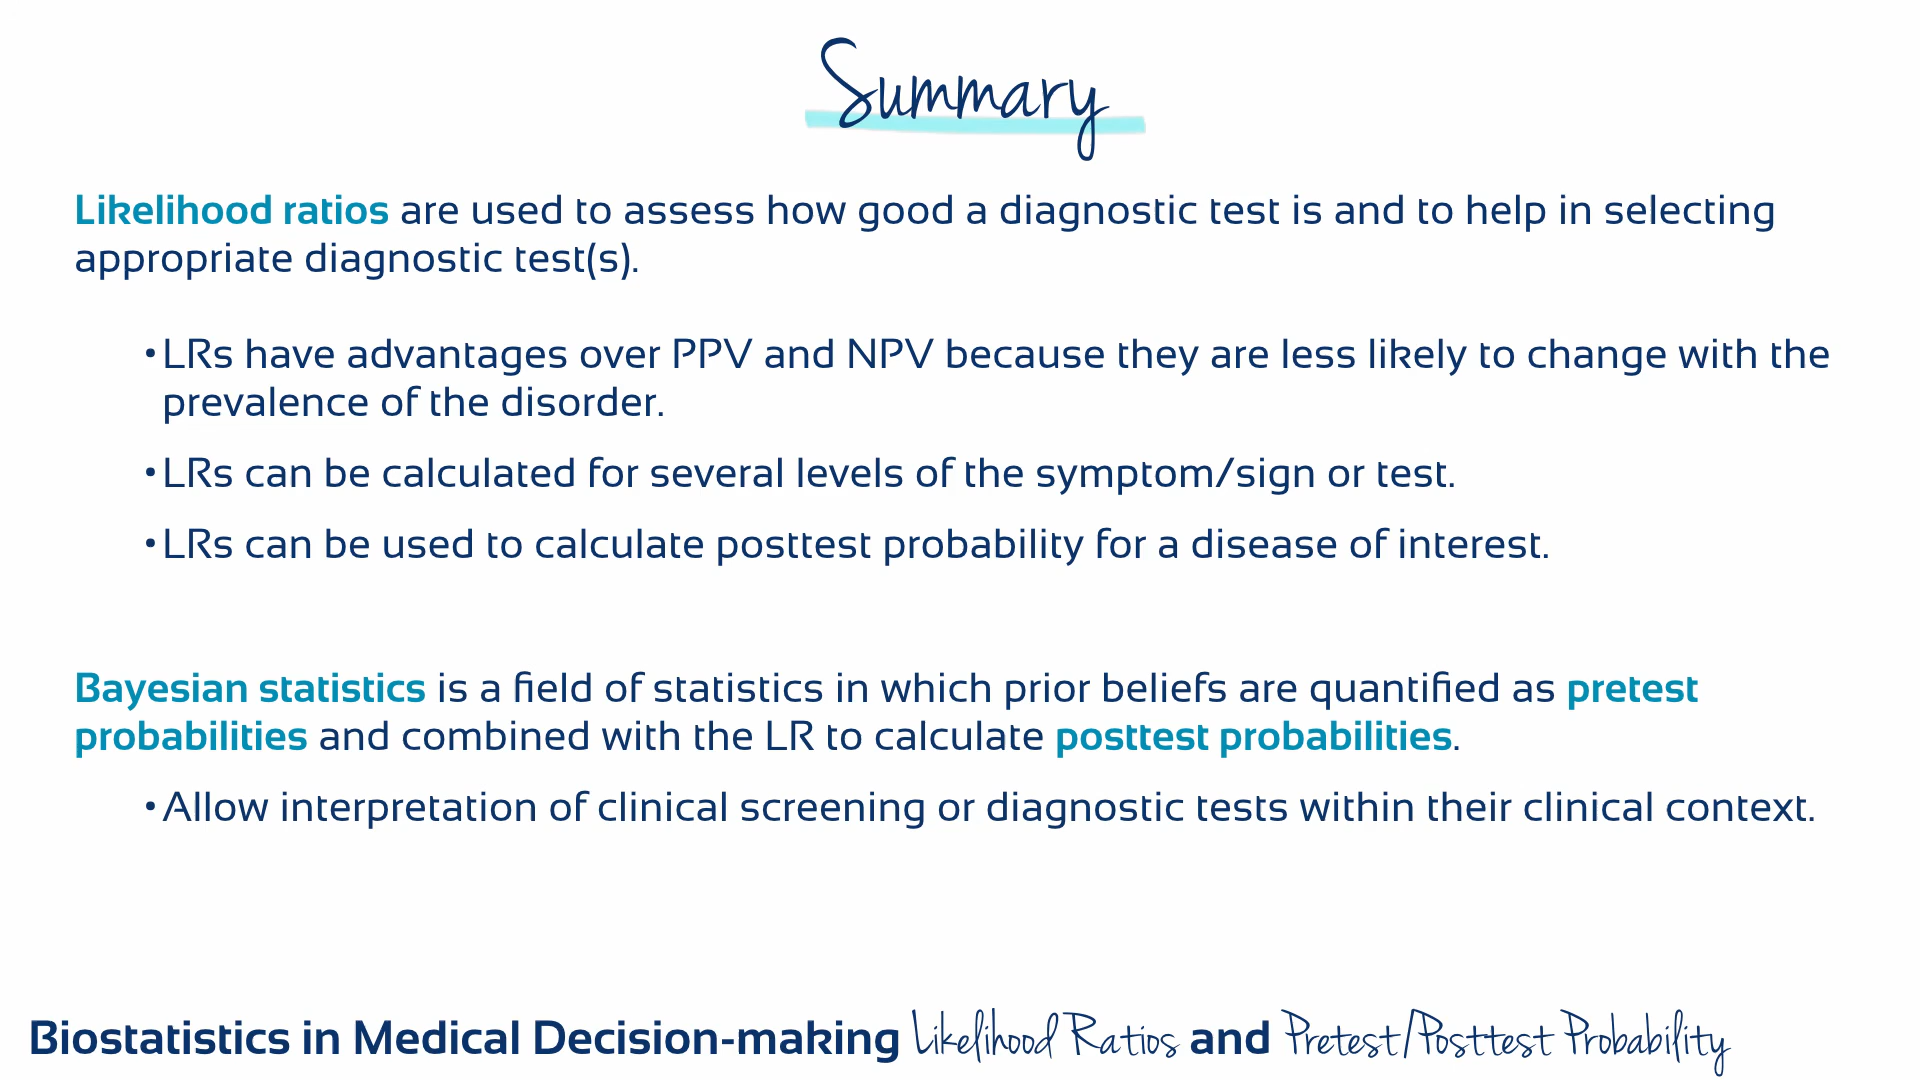 Summary
Likelihood ratios are used to assess how good a diagnostic test is and to help in selecting
appropriate diagnostic test(s).
•LRs have advantages over PPV and NPV because they are less likely to change with the
prevalence of the disorder.
•LRs can be calculated for several levels of the symptom/sign or test.
•LRs can be used to calculate posttest probability for a disease of interest.
Bayesian statistics is a field of statistics in which prior beliefs are quantified as pretest
probabilities and combined with the LR to calculate posttest probabilities.
•Allow interpretation of clinical screening or diagnostic tests within their clinical context.
Biostatistics in Medical Decision-making Likelihood Ratios and Pretest/Posttest Probability